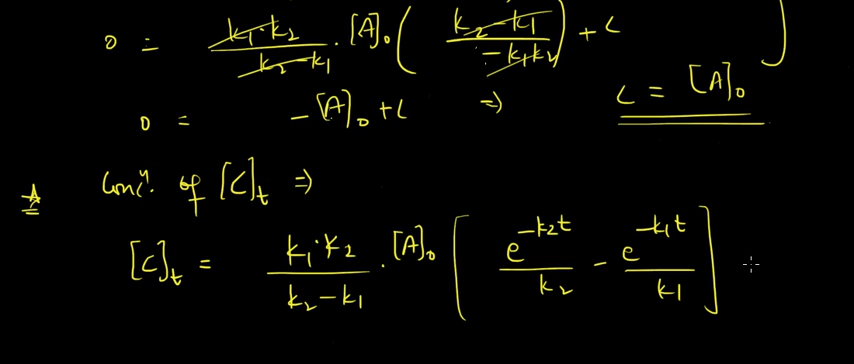 0 = k₁·k₂ / k₂−k₁ · [A]₀ ( k₂−k₁ / −k₁k₂ ) + C ]
0 = −[A]₀ + C ⇒ C = [A]₀
Concⁿ. of [C]ₜ ⇒
[C]ₜ = k₁·k₂ / k₂−k₁ · [A]₀ [ e^(−k₂t) / k₂ − e^(−k₁t) / k₁ ]